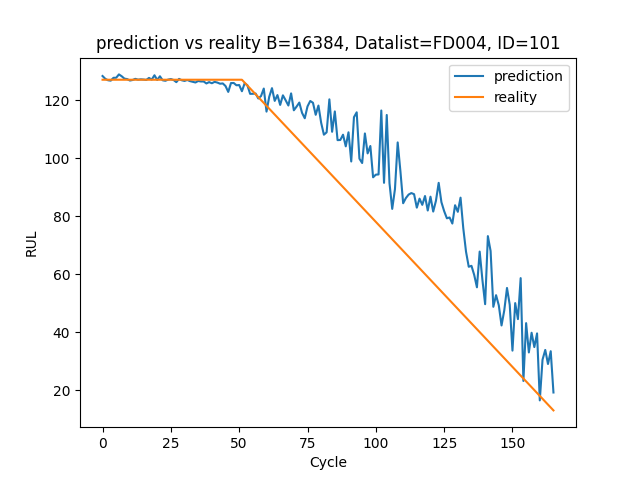 prediction vs reality B=16384, Datalist=FD004, ID=101
prediction
reality
RUL
120
100
80
60
40
20
0 25 50 75 100 125 150
Cycle